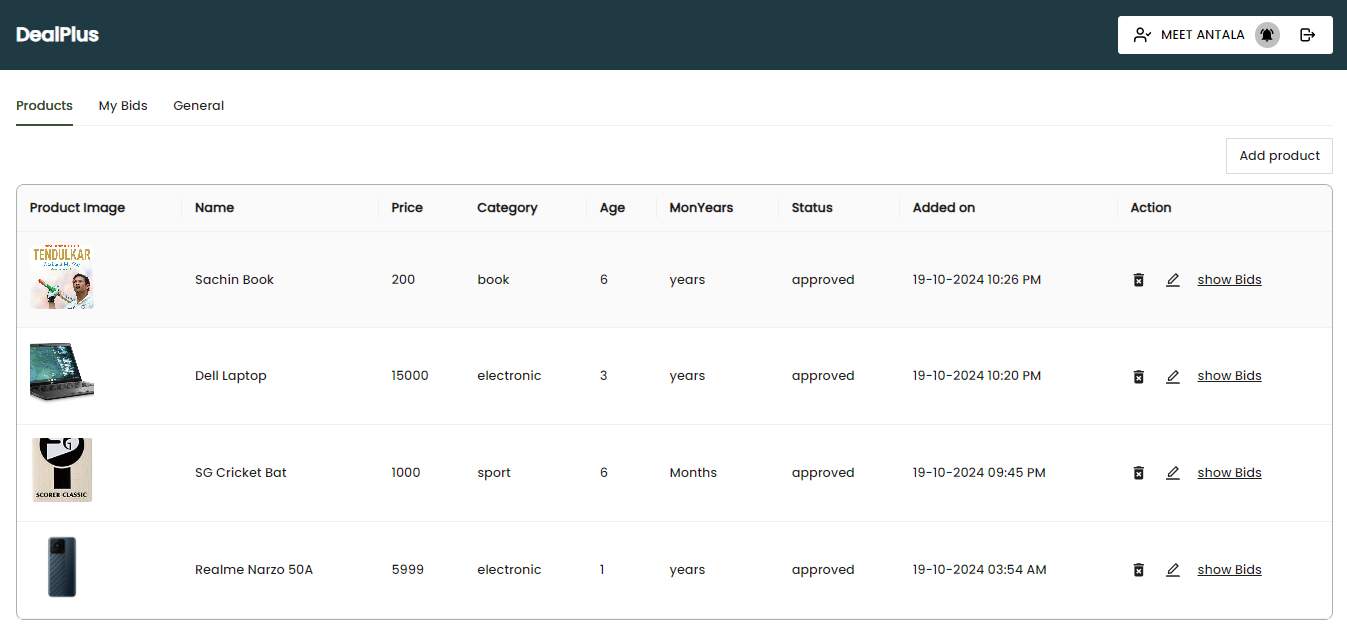 DealPlus
MEET ANTALA
Products My Bids General
Add product
Product Image Name Price Category Age MonYears Status Added on Action
TENDULKAR
Sachin Book 200 book 6 years approved 19-10-2024 10:26 PM show Bids
Dell Laptop 15000 electronic 3 years approved 19-10-2024 10:20 PM show Bids
G
SCORER CLASSIC
SG Cricket Bat 1000 sport 6 Months approved 19-10-2024 09:45 PM show Bids
Realme Narzo 50A 5999 electronic 1 years approved 19-10-2024 03:54 AM show Bids